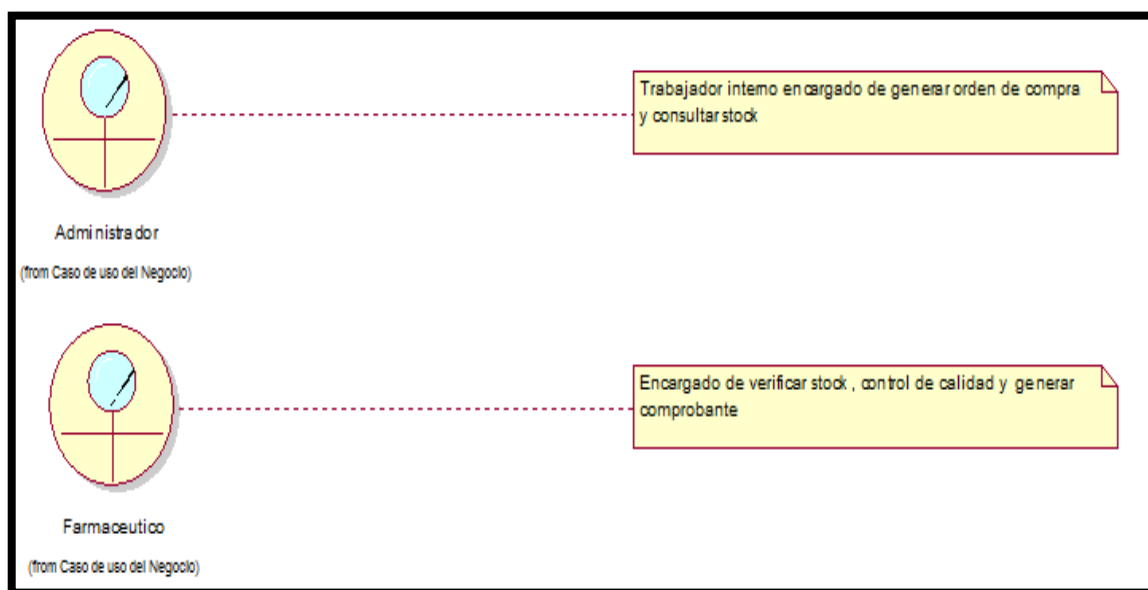 Trabajador interno encargado de generar orden de compra
y consultar stock
Administrador
(from Caso de uso del Negocio)
Encargado de verificar stock , control de calidad y generar
comprobante
Farmaceutico
(from Caso de uso del Negocio)